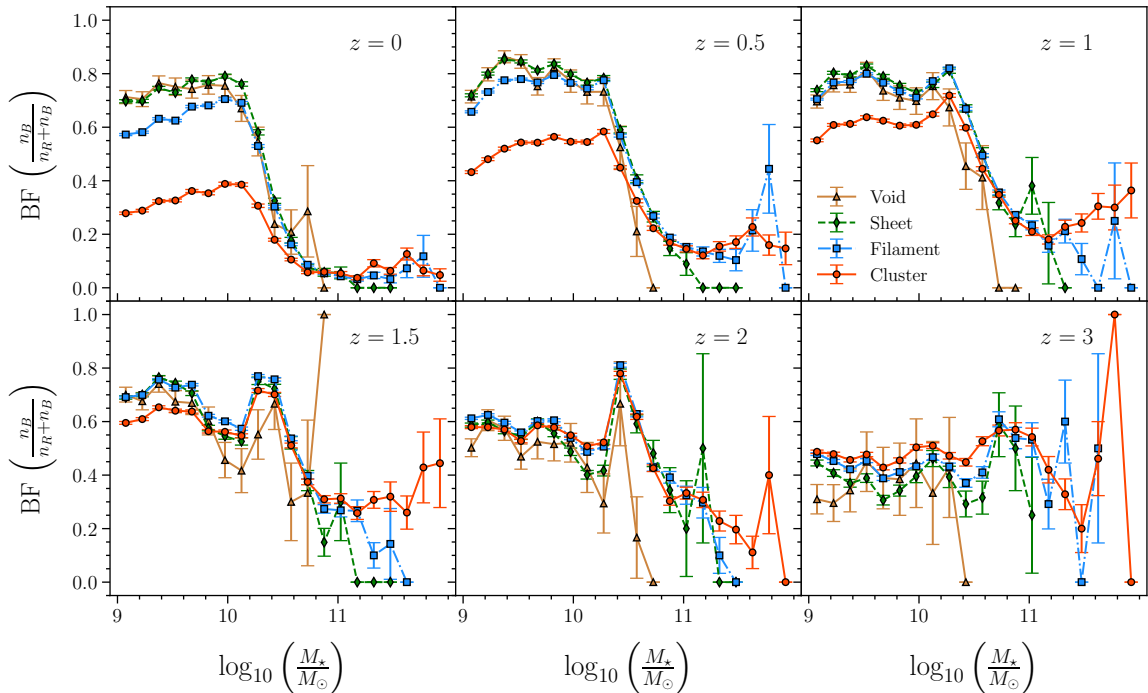 z = 0
z = 0.5
z = 1
BF (n_B / n_R+n_B)
1.0
0.8
0.6
0.4
0.2
0.0
Void
Sheet
Filament
Cluster
z = 1.5
z = 2
z = 3
BF (n_B / n_R+n_B)
1.0
0.8
0.6
0.4
0.2
0.0
9 10 11 9 10 11 9 10 11
log₁₀ (M⋆ / M⊙) log₁₀ (M⋆ / M⊙) log₁₀ (M⋆ / M⊙)